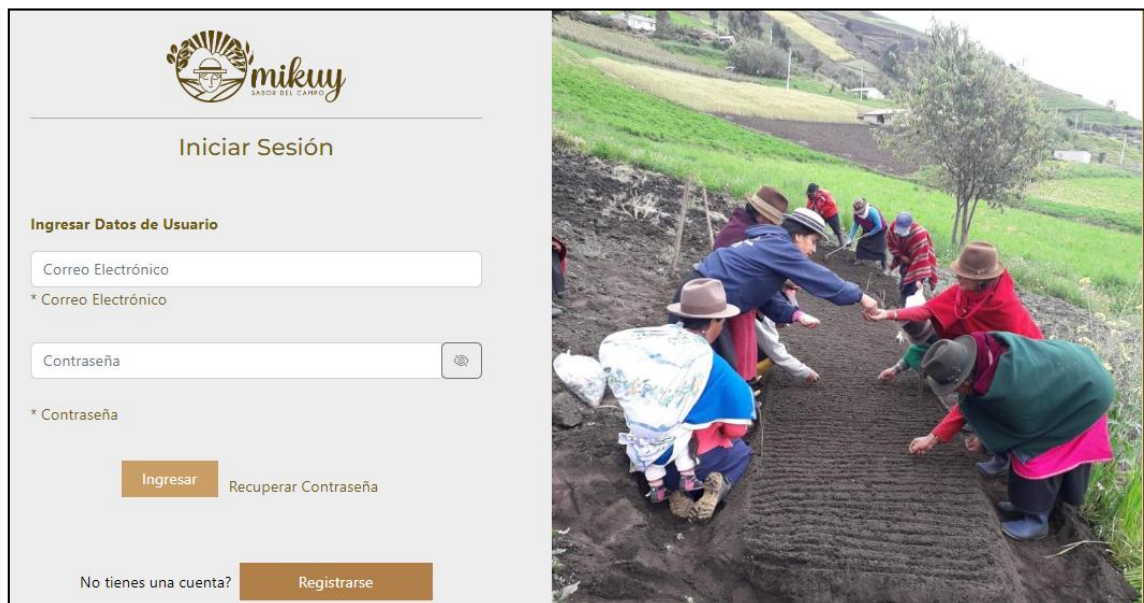 mikuy
SABOR DEL CAMPO
Iniciar Sesión
Ingresar Datos de Usuario
Correo Electrónico
* Correo Electrónico
Contraseña
* Contraseña
Ingresar Recuperar Contraseña
No tienes una cuenta? Registrarse